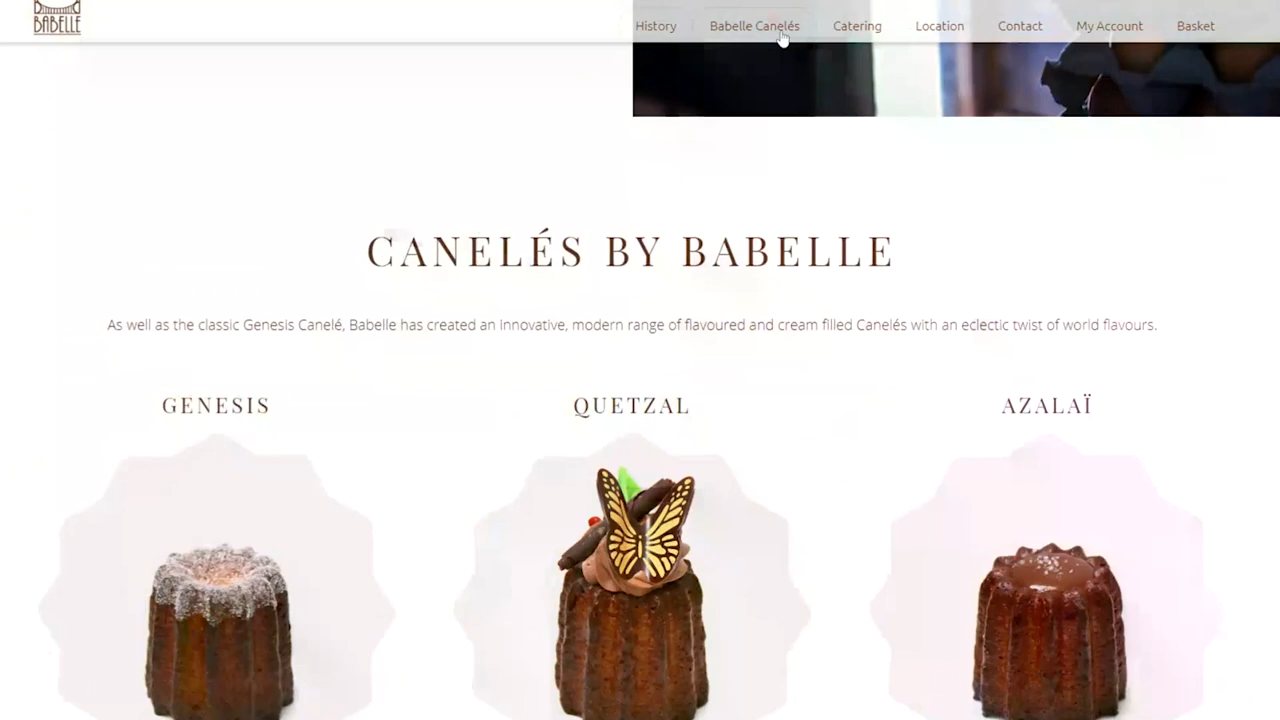 BABELLE
History
Babelle Canelés
Catering
Location
Contact
My Account
Basket
CANELÉS BY BABELLE
As well as the classic Genesis Canelé, Babelle has created an innovative, modern range of flavoured and cream filled Canelés with an eclectic twist of world flavours.
GENESIS
QUETZAL
AZALAÏ